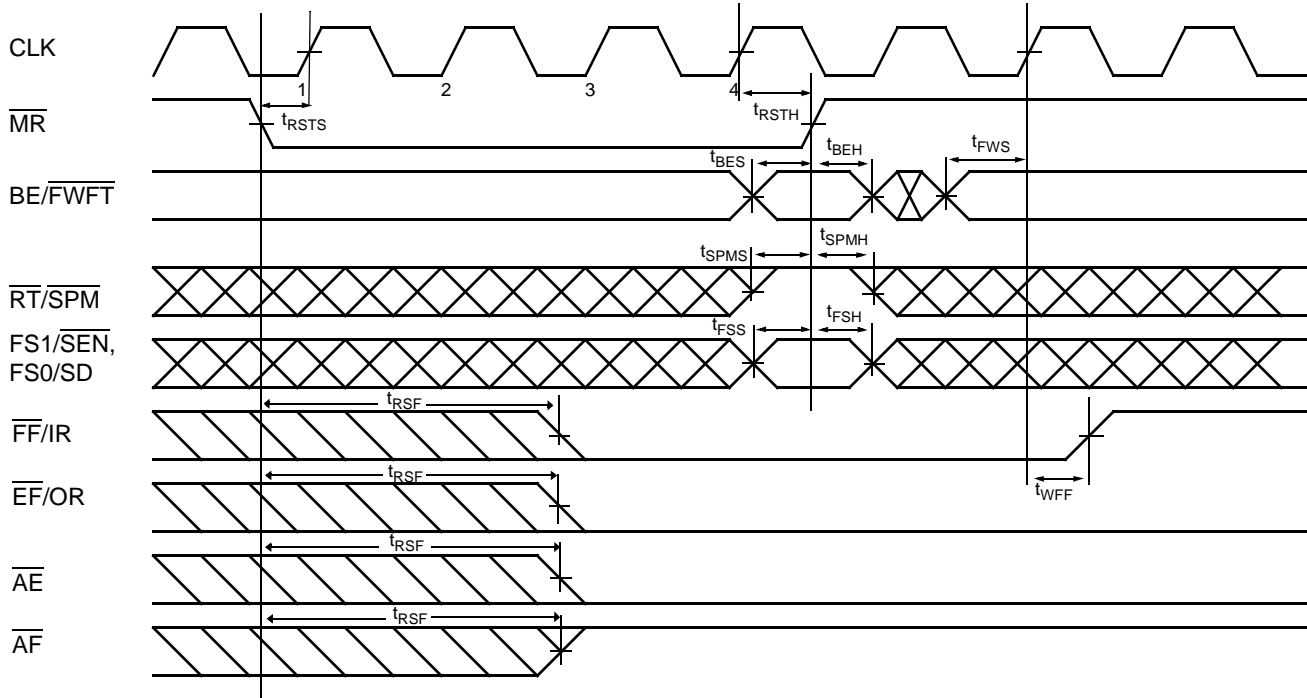 CLK
1 2 3 4
MR
tRSTS
tRSTH
tBES tBEH tFWS
BE/FWFT
tSPMS tSPMH
RT/SPM
tFSS tFSH
FS1/SEN,
FS0/SD
tRSF
FF/IR
tRSF
tWFF
EF/OR
tRSF
AE
tRSF
AF